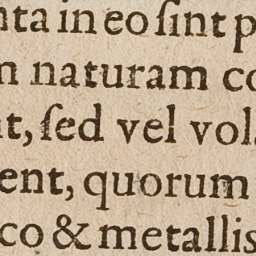 nta in eo ſint p
n naturam co
t, ſed vel vol
ent, quorum
co & metallis